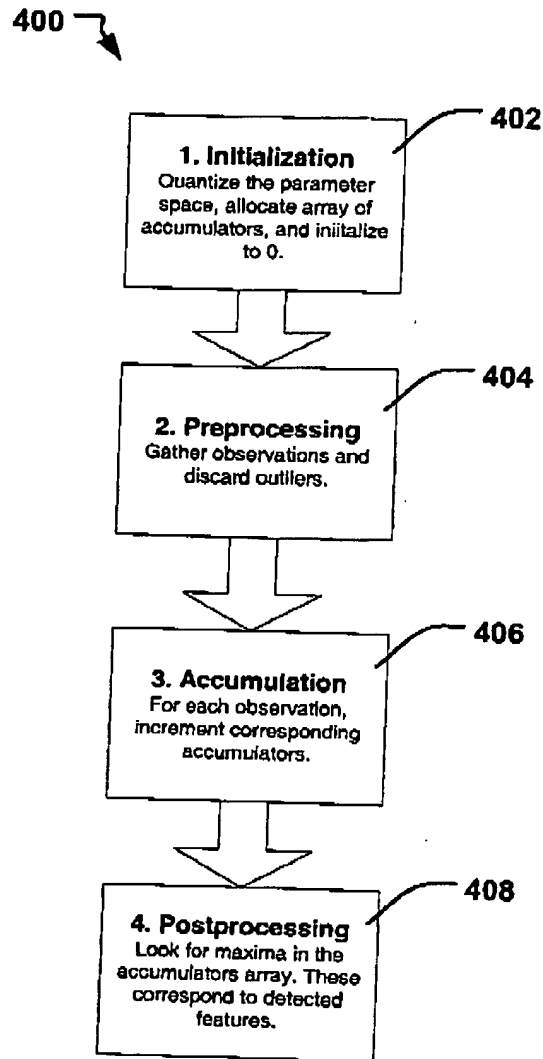 400
402
1. Initialization
Quantize the parameter
space, allocate array of
accumulators, and iniitalize
to 0.
404
2. Preprocessing
Gather observations and
discard outliers.
406
3. Accumulation
For each observation,
increment corresponding
accumulators.
408
4. Postprocessing
Look for maxima in the
accumulators array. These
correspond to detected
features.